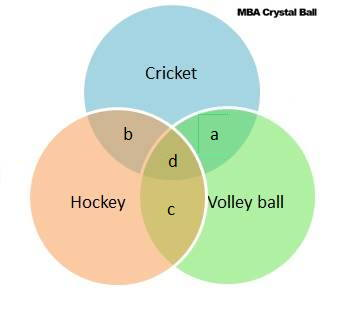 MBA Crystal Ball
Cricket
b
a
d
Hockey
c
Volley ball